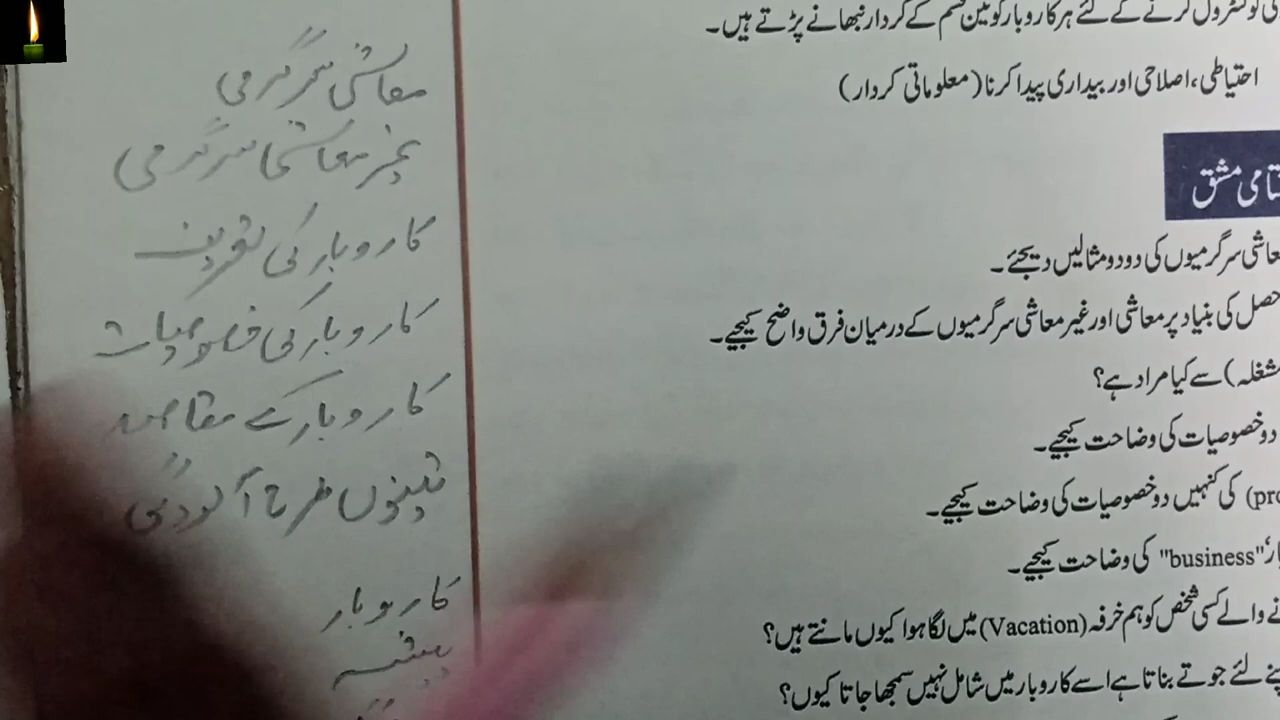 کو کنٹرول کرنے کے لئے ہر کاروبار کو تین قسم کے کردار نبھانے پڑتے ہیں۔
احتیاطی، اصلاحی اور بیداری پیدا کرنا (معلوماتی کردار)
مشق
معاشی سرگرمیوں کی دو دو مثالیں دیجئے۔
کی بنیاد پر معاشی اور غیر معاشی سرگرمیوں کے درمیان فرق واضح کیجیے۔
مشغلہ) سے کیا مراد ہے؟
دو خصوصیات کی وضاحت کیجیے۔
کی کنہیں دو خصوصیات کی وضاحت کیجیے۔
"business" کی وضاحت کیجیے۔
والے کسی شخص کو ہم خرفہ (Vacation) میں لگا ہوا کیوں مانتے ہیں؟
لئے جوتے بناتا ہے اسے کاروبار میں شامل نہیں سمجھا جاتا کیوں؟
معاشی سرگرمی
غیر معاشی سرگرمی
کاروبار کی تعریف
کاروبار کی خصوصیات
کاروبار کے مقاصد
تینوں طرح آلودگی
کاروبار
پیشہ